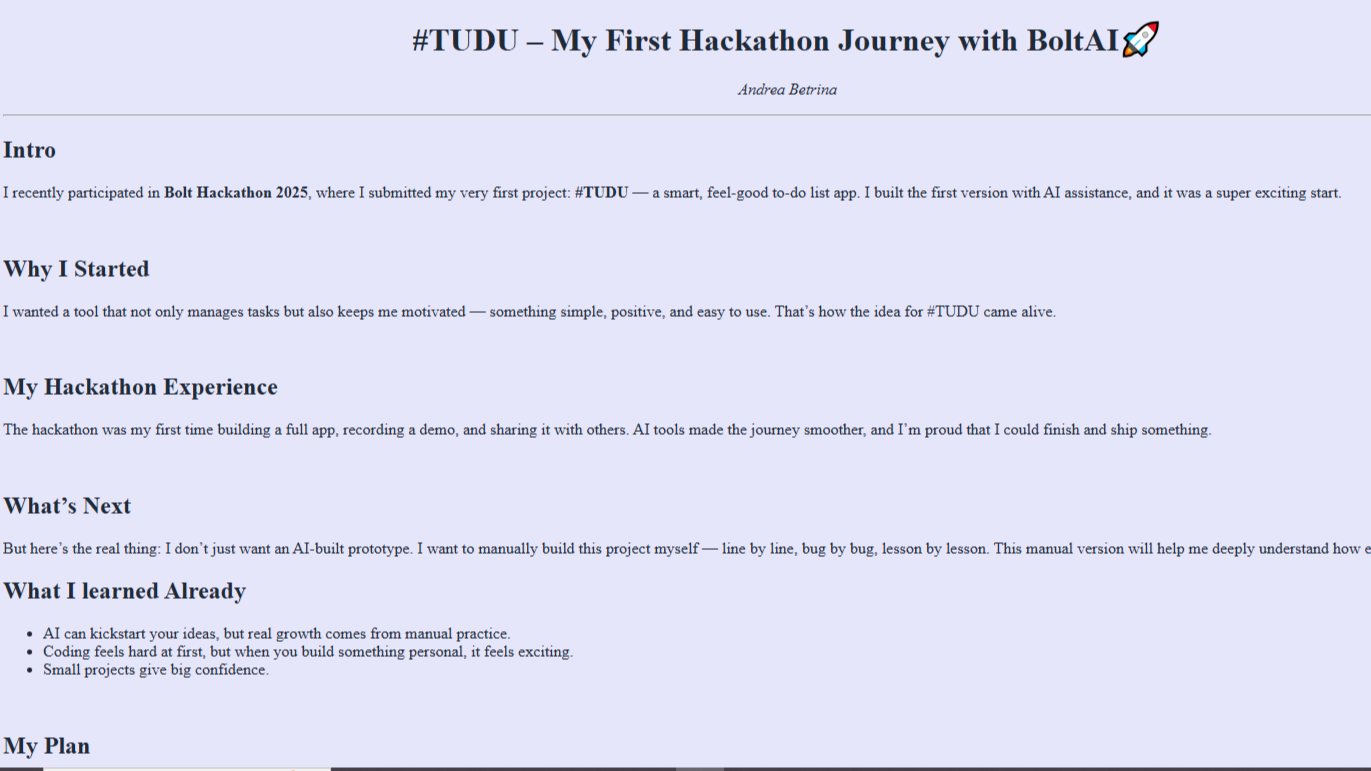 #TUDU – My First Hackathon Journey with BoltAI🚀
Andrea Betrina
Intro
I recently participated in Bolt Hackathon 2025, where I submitted my very first project: #TUDU — a smart, feel-good to-do list app. I built the first version with AI assistance, and it was a super exciting start.
Why I Started
I wanted a tool that not only manages tasks but also keeps me motivated — something simple, positive, and easy to use. That’s how the idea for #TUDU came alive.
My Hackathon Experience
The hackathon was my first time building a full app, recording a demo, and sharing it with others. AI tools made the journey smoother, and I’m proud that I could finish and ship something.
What’s Next
But here’s the real thing: I don’t just want an AI-built prototype. I want to manually build this project myself — line by line, bug by bug, lesson by lesson. This manual version will help me deeply understand how
What I learned Already
• AI can kickstart your ideas, but real growth comes from manual practice.
• Coding feels hard at first, but when you build something personal, it feels exciting.
• Small projects give big confidence.
My Plan